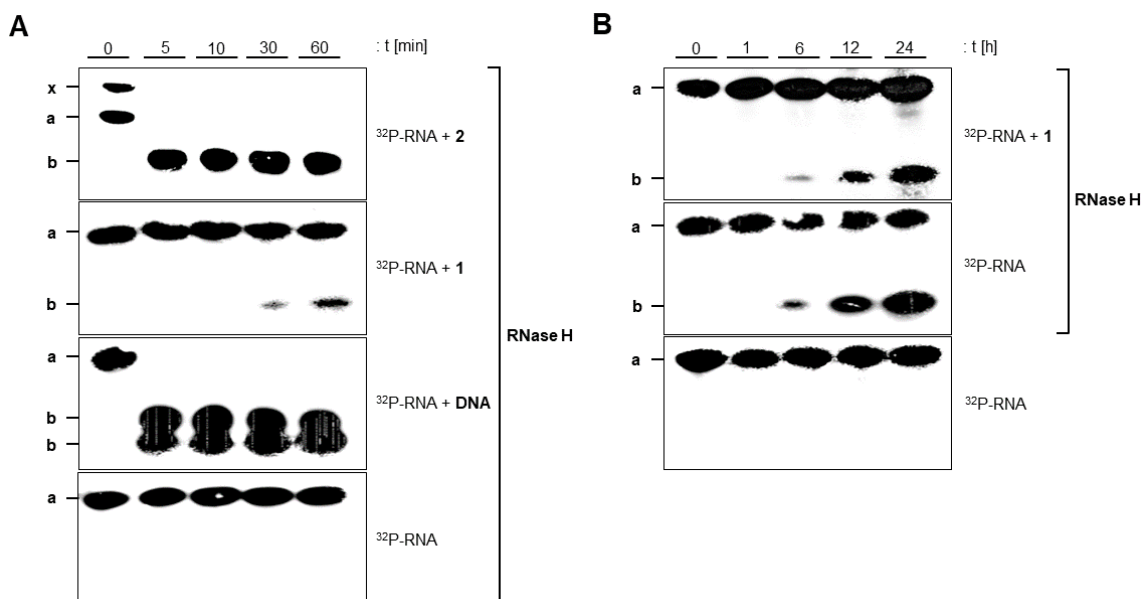 A
0 5 10 30 60 : t [min]
x
a
b
32P-RNA + 2
a
b
32P-RNA + 1
a
b
b
32P-RNA + DNA
a
32P-RNA
RNase H
B
0 1 6 12 24 : t [h]
a
b
32P-RNA + 1
a
b
32P-RNA
a
32P-RNA
RNase H